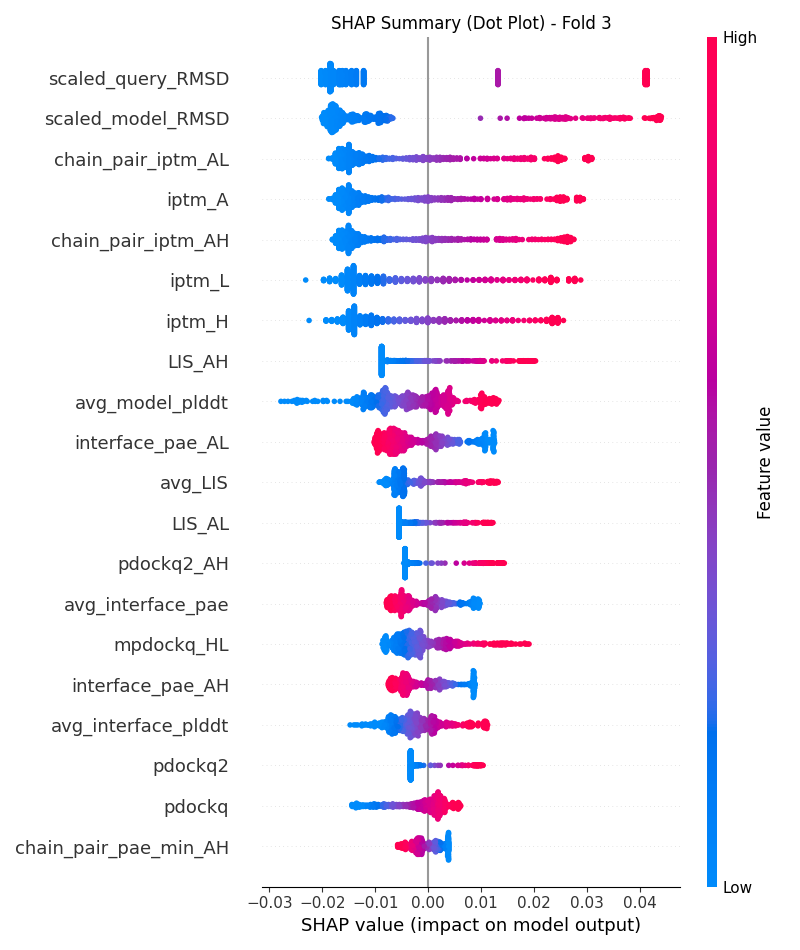 SHAP Summary (Dot Plot) - Fold 3
High
scaled_query_RMSD
scaled_model_RMSD
chain_pair_iptm_AL
iptm_A
chain_pair_iptm_AH
iptm_L
iptm_H
LIS_AH
avg_model_plddt
interface_pae_AL
avg_LIS
LIS_AL
pdockq2_AH
avg_interface_pae
mpdockq_HL
interface_pae_AH
avg_interface_plddt
pdockq2
pdockq
chain_pair_pae_min_AH
Feature value
Low
−0.03 −0.02 −0.01 0.00 0.01 0.02 0.03 0.04
SHAP value (impact on model output)